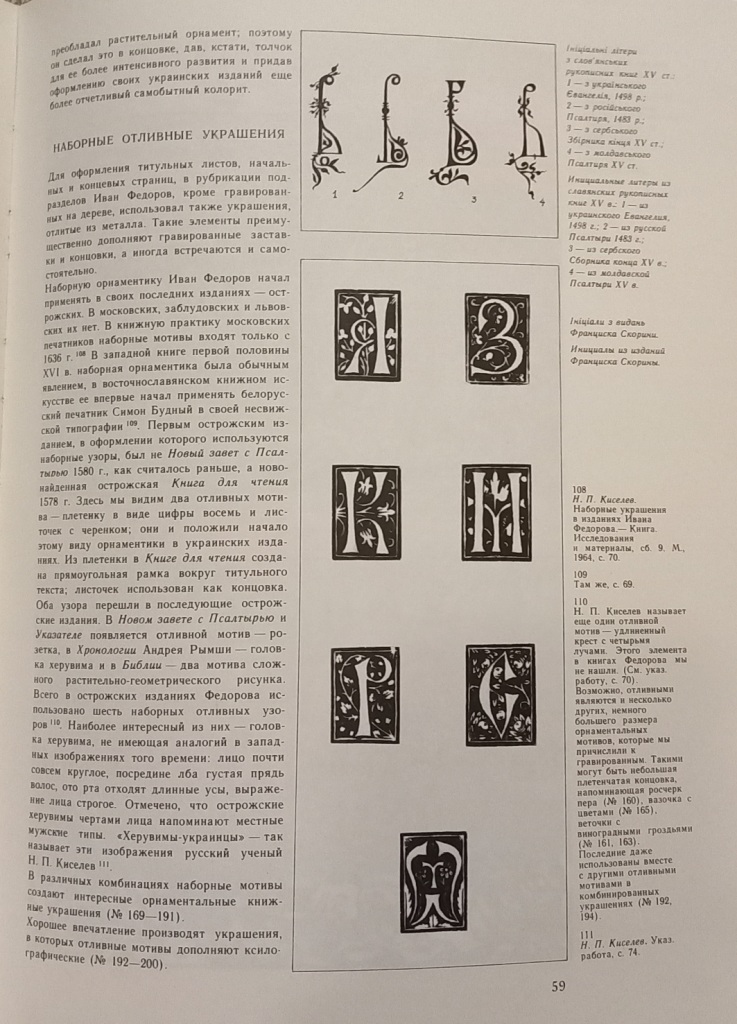 преобладал растительный орнамент; поэтому
он сделал это в концовке, дав, кстати, толчок
для ее более интенсивного развития и придав
оформлению своих украинских изданий еще
более отчетливый самобытный колорит.
НАБОРНЫЕ ОТЛИВНЫЕ УКРАШЕНИЯ
Для оформления титульных листов, началь-
ных и концевых страниц, в рубрикации под-
разделов Иван Федоров, кроме гравирован-
ных на дереве, использовал также украшения,
отлитые из металла. Такие элементы преиму-
щественно дополняют гравированные застав-
ки и концовки, а иногда встречаются и само-
стоятельно.
Наборную орнаментику Иван Федоров начал
применять в своих последних изданиях — ост-
рожских. В московских, заблудовских и львов-
ских их нет. В книжную практику московских
печатников наборные мотивы входят только с
1636 г. 108 В западной книге первой половины
XVI в. наборная орнаментика была обычным
явлением, в восточнославянском книжном ис-
кусстве ее впервые начал применять белорус-
ский печатник Симон Будный в своей несвиж-
ской типографии 109. Первым острожским из-
данием, в оформлении которого используются
наборные узоры, был не Новый завет с Псал-
тырью 1580 г., как считалось раньше, а ново-
найденная острожская Книга для чтения
1578 г. Здесь мы видим два отливных моти-
ва — плетенку в виде цифры восемь и лис-
точек с черенком; они и положили начало
этому виду орнаментики в украинских изда-
ниях. Из плетенки в Книге для чтения созда-
на прямоугольная рамка вокруг титульного
текста; листочек использован как концовка.
Оба узора перешли в последующие острож-
ские издания. В Новом завете с Псалтырью и
Указателе появляется отливной мотив — ро-
зетка, в Хронологии Андрея Рымши — голов-
ка херувима и в Библии — два мотива слож-
ного растительно-геометрического рисунка.
Всего в острожских изданиях Федорова ис-
пользовано шесть наборных отливных узо-
ров 110. Наиболее интересный из них — голов-
ка херувима, не имеющая аналогий в запад-
ных изображениях того времени: лицо почти
совсем круглое, посредине лба густая прядь
волос, ото рта отходят длинные усы, выраже-
ние лица строгое. Отмечено, что острожские
херувимы чертами лица напоминают местные
мужские типы. «Херувимы-украинцы» — так
называет эти изображения русский ученый
Н. П. Киселев 111.
В различных комбинациях наборные мотивы
создают интересные орнаментальные книж-
ные украшения (№ 169—191).
Хорошее впечатление производят украшения,
в которых отливные мотивы дополняют ксило-
графические (№ 192—200).
1 2 3 4
Я З
К Н
Р С
Ініціальні літери
з слов'янських
рукописних книг XV ст.:
1 — з українського
Євангелія, 1498 р.;
2 — з російського
Псалтиря, 1483 р.;
3 — з сербського
Збірника кінця XV ст.;
4 — з молдавського
Псалтиря XV ст.
Инициальные литеры из
славянских рукописных
книг XV в.: 1 — из
украинского Евангелия,
1498 г.; 2 — из русской
Псалтыри 1483 г.;
3 — из сербского
Сборника конца XV в.;
4 — из молдавской
Псалтыри XV в.
Ініціали з видань
Франциска Скорини.
Инициалы из изданий
Франциска Скорины.
108
Н. П. Киселев.
Наборные украшения
в изданиях Ивана
Федорова.— Книга.
Исследования
и материалы, сб. 9. М.,
1964, с. 70.
109
Там же, с. 69.
110
Н. П. Киселев называет
еще один отливной
мотив — удлиненный
крест с четырьмя
лучами. Этого элемента
в книгах Федорова мы
не нашли. (См. указ.
работу, с. 70).
Возможно, отливными
являются и несколько
других, немного
большего размера
орнаментальных
мотивов, которые мы
причислили к
гравированным. Такими
могут быть небольшая
плетенчатая концовка,
напоминающая росчерк
пера (№ 160), вазочка с
цветами (№ 165),
веточки с
виноградными гроздьями
(№ 161, 163).
Последние даже
использованы вместе
с другими отливными
мотивами в
комбинированных
украшениях (№ 192,
194).
111
Н. П. Киселев. Указ.
работа, с. 74.
59